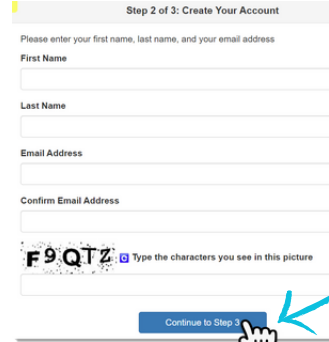 Step 2 of 3: Create Your Account
Please enter your first name, last name, and your email address
First Name
Last Name
Email Address
Confirm Email Address
F9QTZ Type the characters you see in this picture
Continue to Step 3